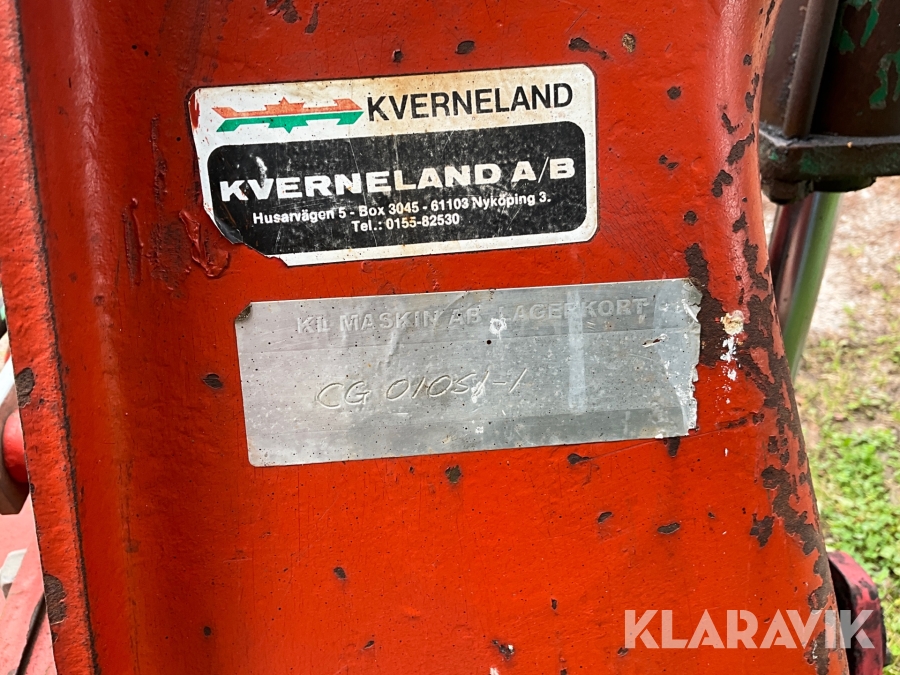 KVERNELAND
KVERNELAND A/B
Husarvägen 5 - Box 3045 - 61103 Nyköping 3.
Tel.: 0155-82530
KIL MASKIN AB LAGERKORT
CG 01051-1
KLARAVIK